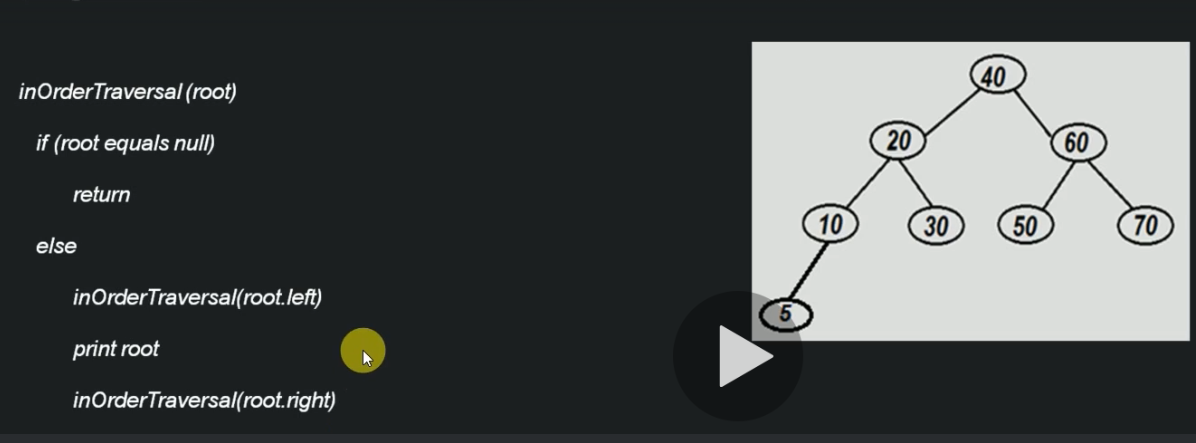 inOrderTraversal (root)
if (root equals null)
return
else
inOrderTraversal(root.left)
print root
inOrderTraversal(root.right)
40
20
60
10
30
50
70
5